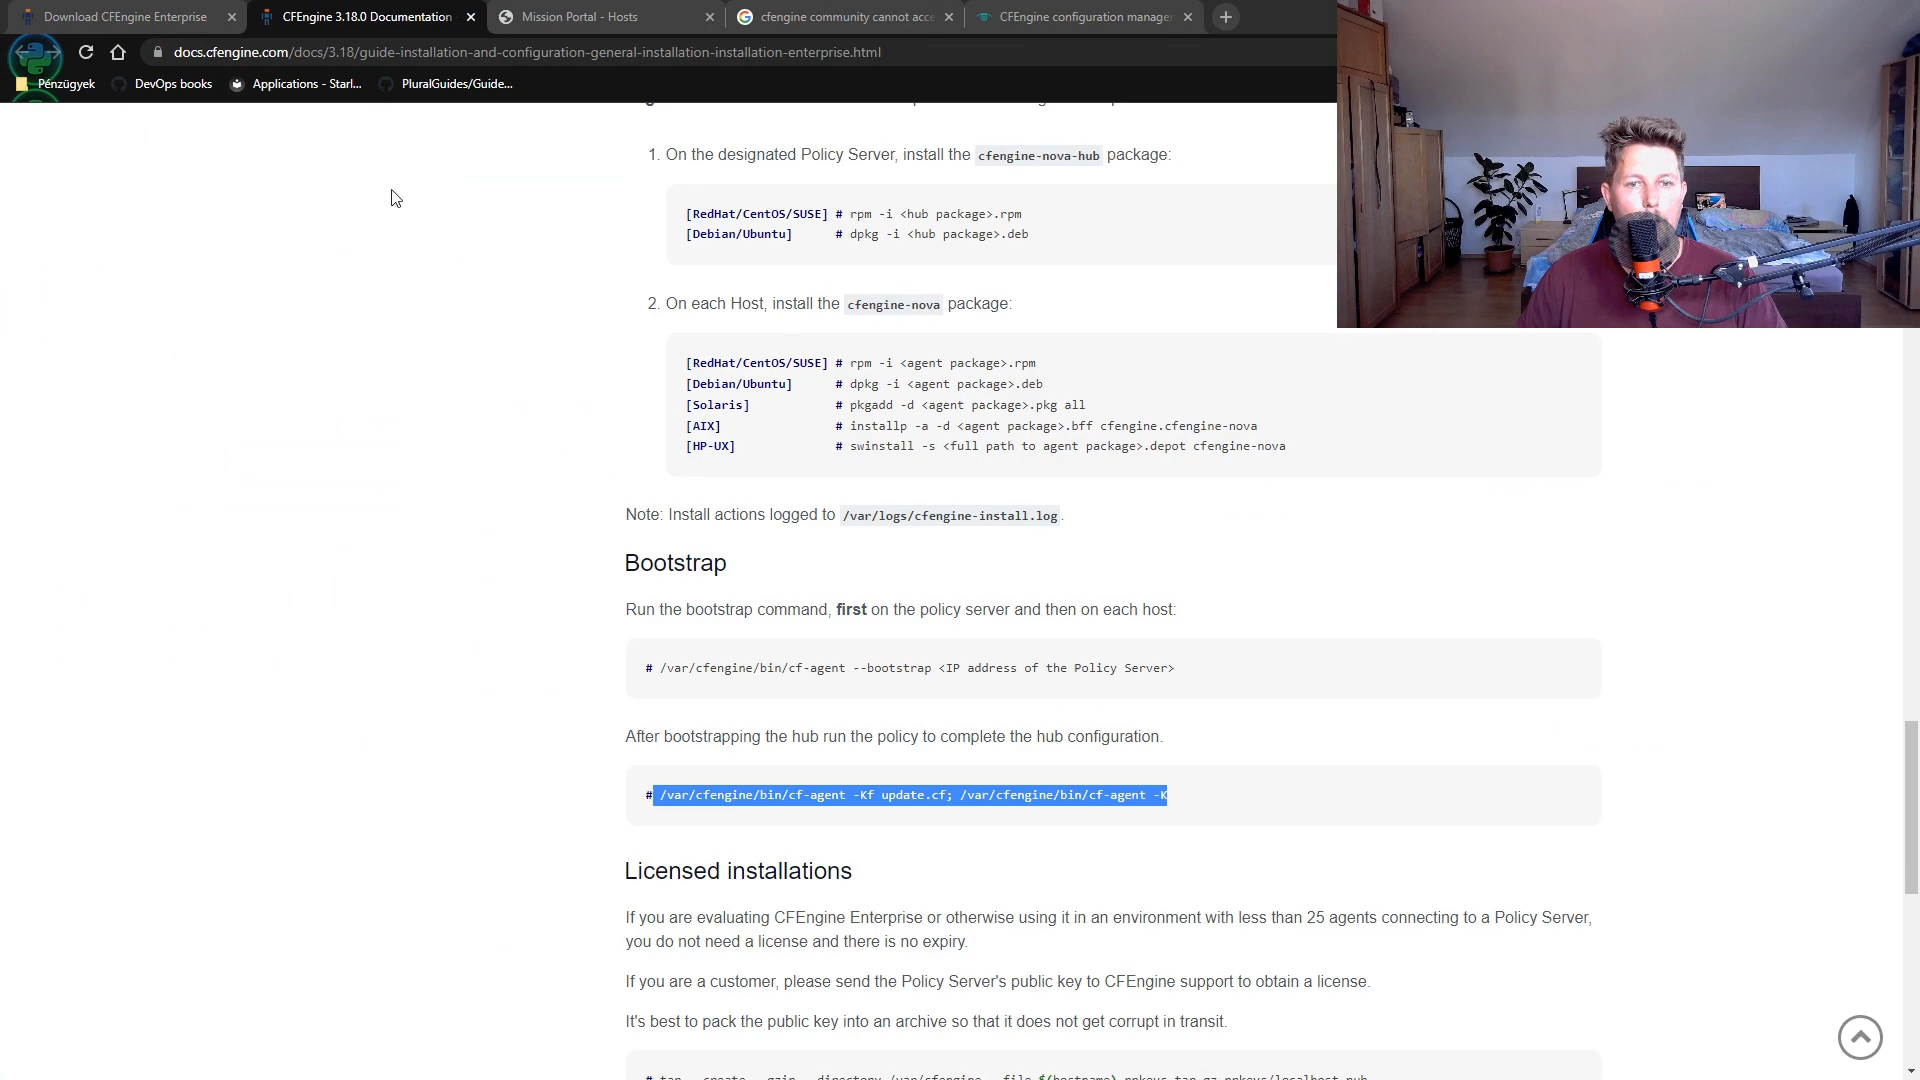 Download CFEngine Enterprise
CFEngine 3.18.0 Documentation
Mission Portal - Hosts
cfengine community cannot acce
CFEngine configuration manage
docs.cfengine.com/docs/3.18/guide-installation-and-configuration-general-installation-installation-enterprise.html
Pénzügyek
DevOps books
Applications - Starl...
PluralGuides/Guide...
1. On the designated Policy Server, install the cfengine-nova-hub package:
[RedHat/CentOS/SUSE] # rpm -i <hub package>.rpm
[Debian/Ubuntu] # dpkg -i <hub package>.deb
2. On each Host, install the cfengine-nova package:
[RedHat/CentOS/SUSE] # rpm -i <agent package>.rpm
[Debian/Ubuntu] # dpkg -i <agent package>.deb
[Solaris] # pkgadd -d <agent package>.pkg all
[AIX] # installp -a -d <agent package>.bff cfengine.cfengine-nova
[HP-UX] # swinstall -s <full path to agent package>.depot cfengine-nova
Note: Install actions logged to /var/logs/cfengine-install.log.
Bootstrap
Run the bootstrap command, first on the policy server and then on each host:
# /var/cfengine/bin/cf-agent --bootstrap <IP address of the Policy Server>
After bootstrapping the hub run the policy to complete the hub configuration.
# /var/cfengine/bin/cf-agent -Kf update.cf; /var/cfengine/bin/cf-agent -K
Licensed installations
If you are evaluating CFEngine Enterprise or otherwise using it in an environment with less than 25 agents connecting to a Policy Server,
you do not need a license and there is no expiry.
If you are a customer, please send the Policy Server's public key to CFEngine support to obtain a license.
It's best to pack the public key into an archive so that it does not get corrupt in transit.